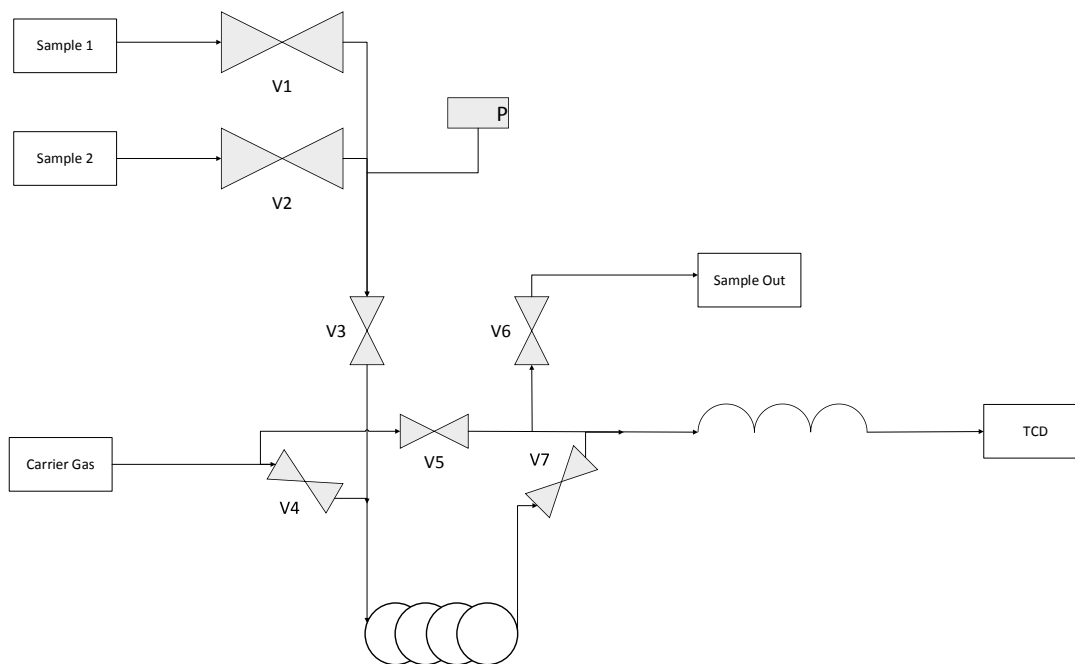 Sample 1
V1
P
Sample 2
V2
Sample Out
V3
V6
TCD
Carrier Gas
V5
V7
V4